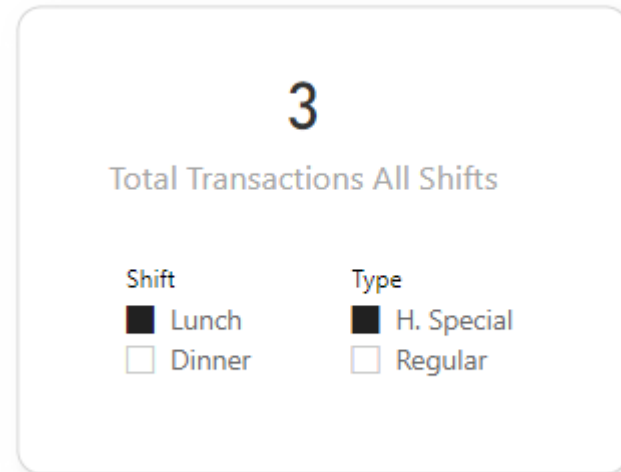 3
Total Transactions All Shifts
Shift
Lunch
Dinner
Type
H. Special
Regular